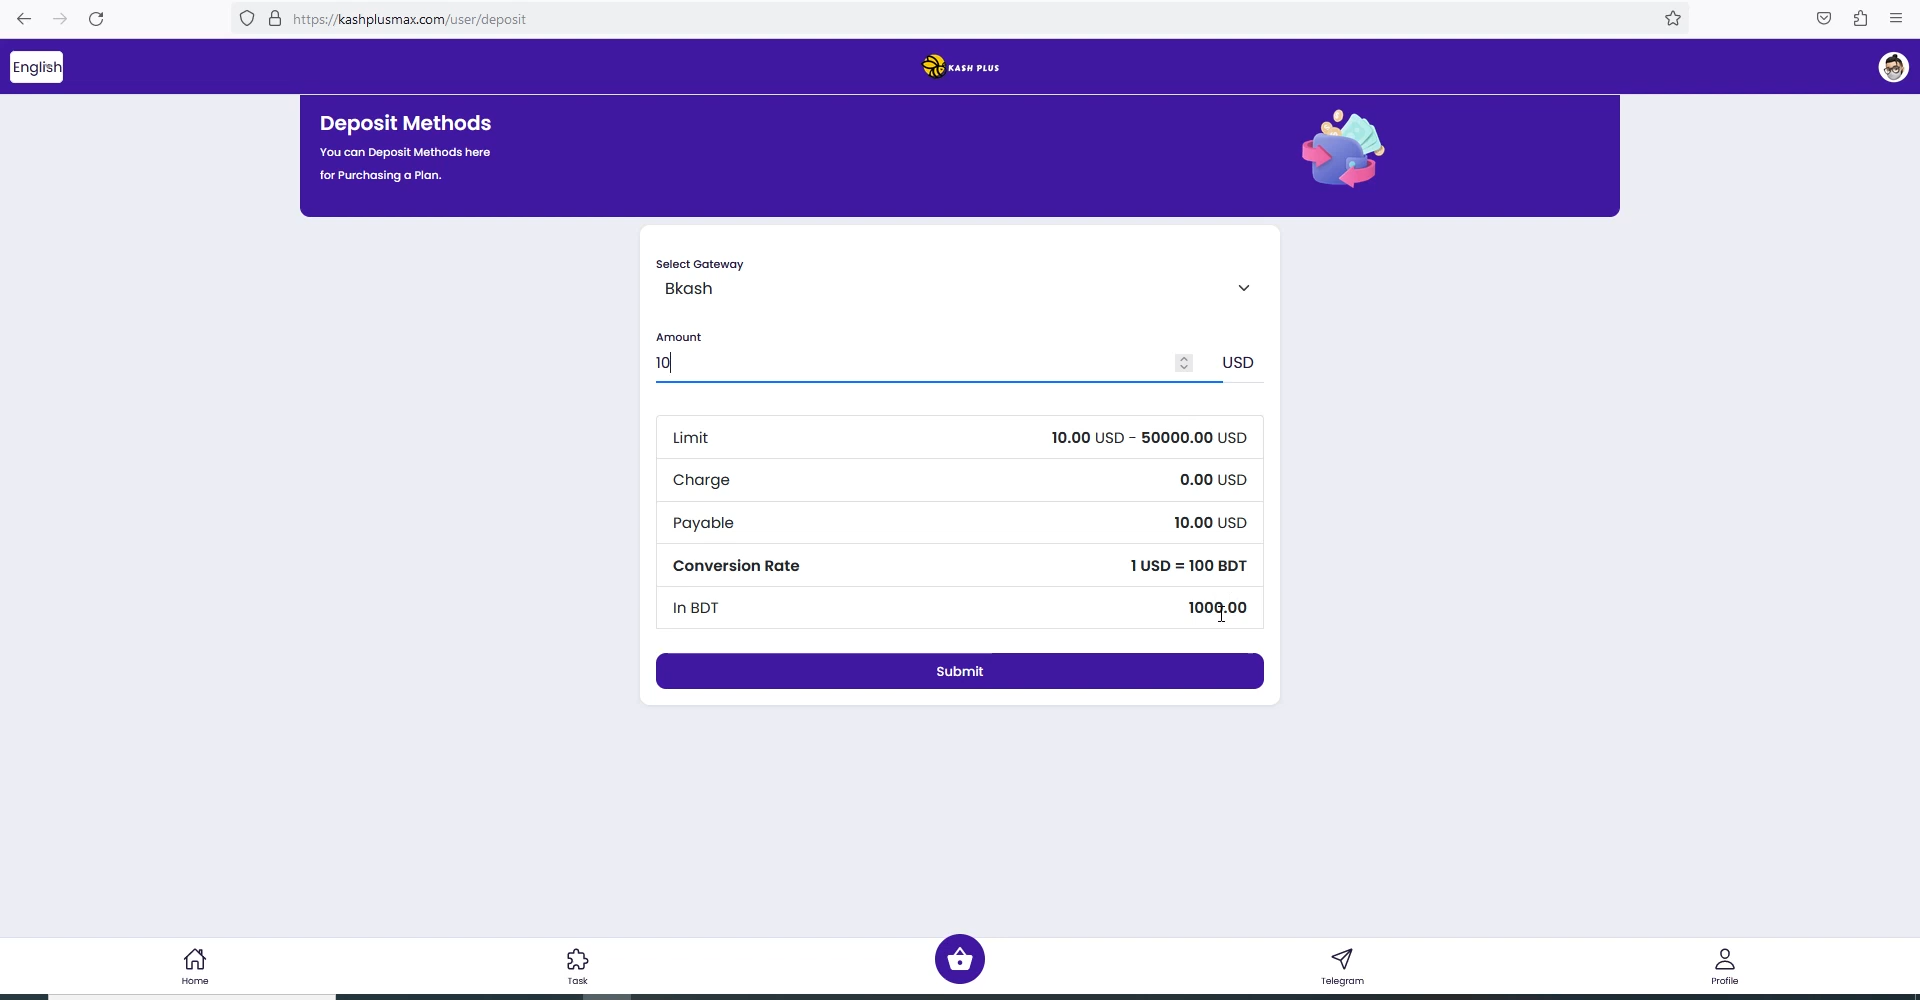 https://kashplusmax.com/user/deposit
English
KASH PLUS
Deposit Methods
You can Deposit Methods here
for Purchasing a Plan.
Select Gateway
Bkash
Amount
10 USD
Limit 10.00 USD - 50000.00 USD
Charge 0.00 USD
Payable 10.00 USD
Conversion Rate 1 USD = 100 BDT
In BDT 1000.00
Submit
Home Task Telegram Profile